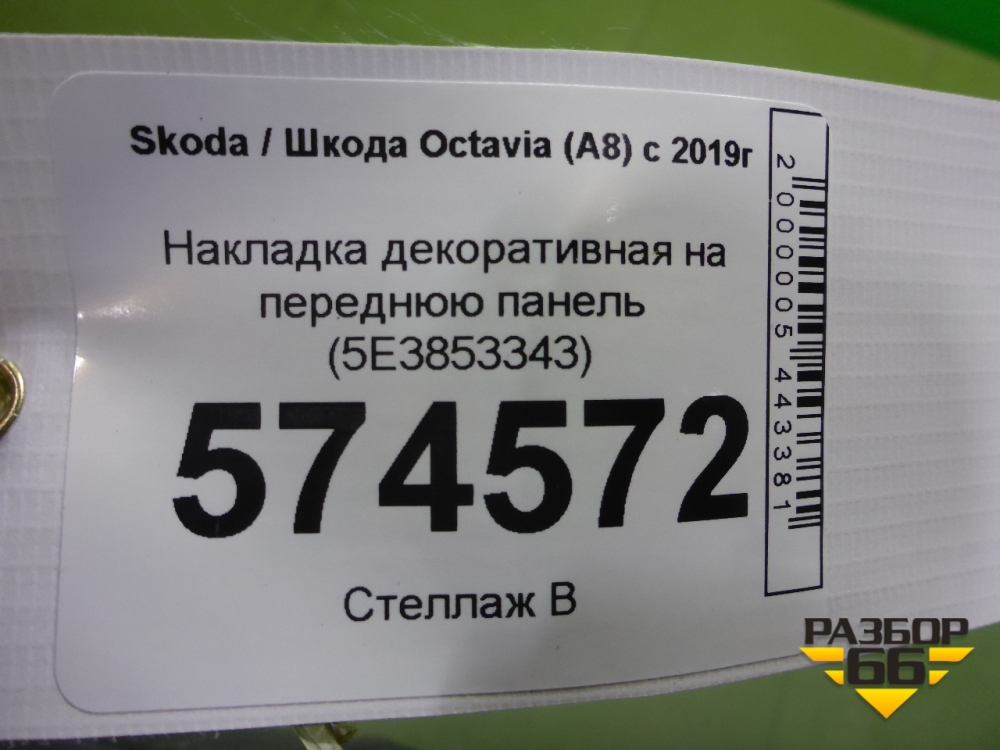 Skoda / Шкода Octavia (A8) с 2019г
Накладка декоративная на
переднюю панель
(5E3853343)
574572
Стеллаж В
2000005443381
РАЗБОР
66